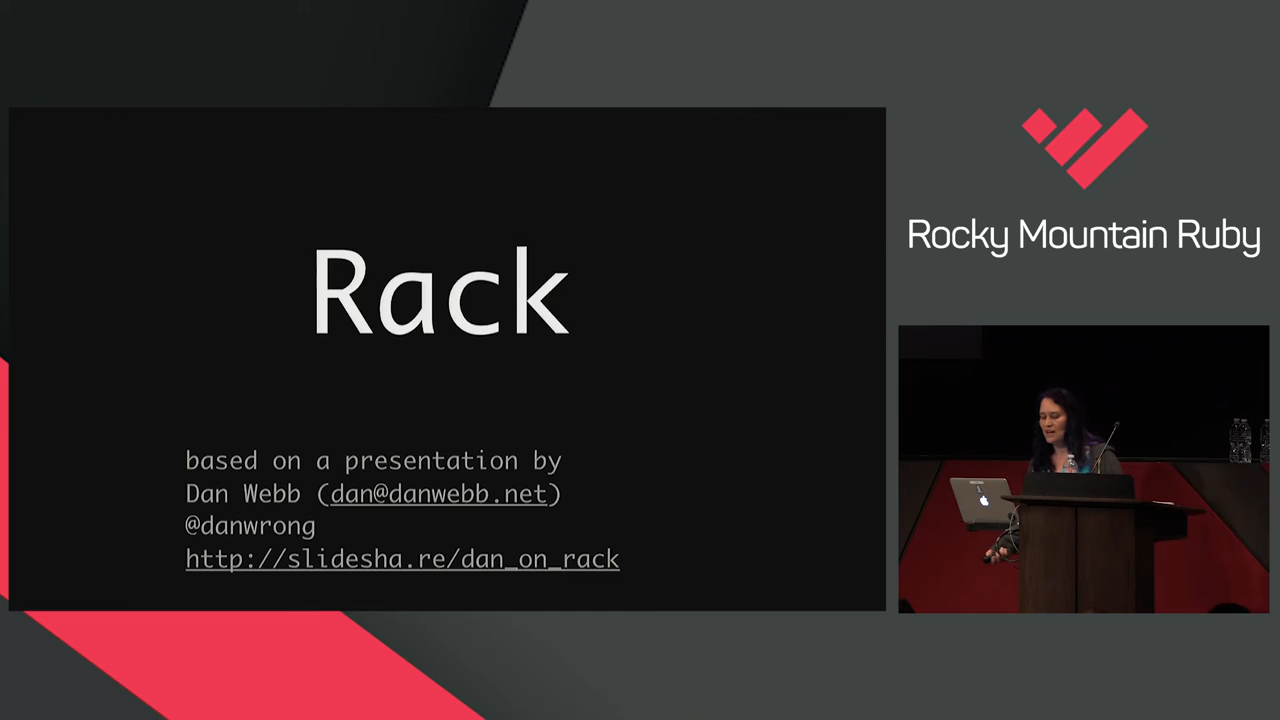 Rack
based on a presentation by
Dan Webb (dan@danwebb.net)
@danwrong
http://slidesha.re/dan_on_rack
Rocky Mountain Ruby